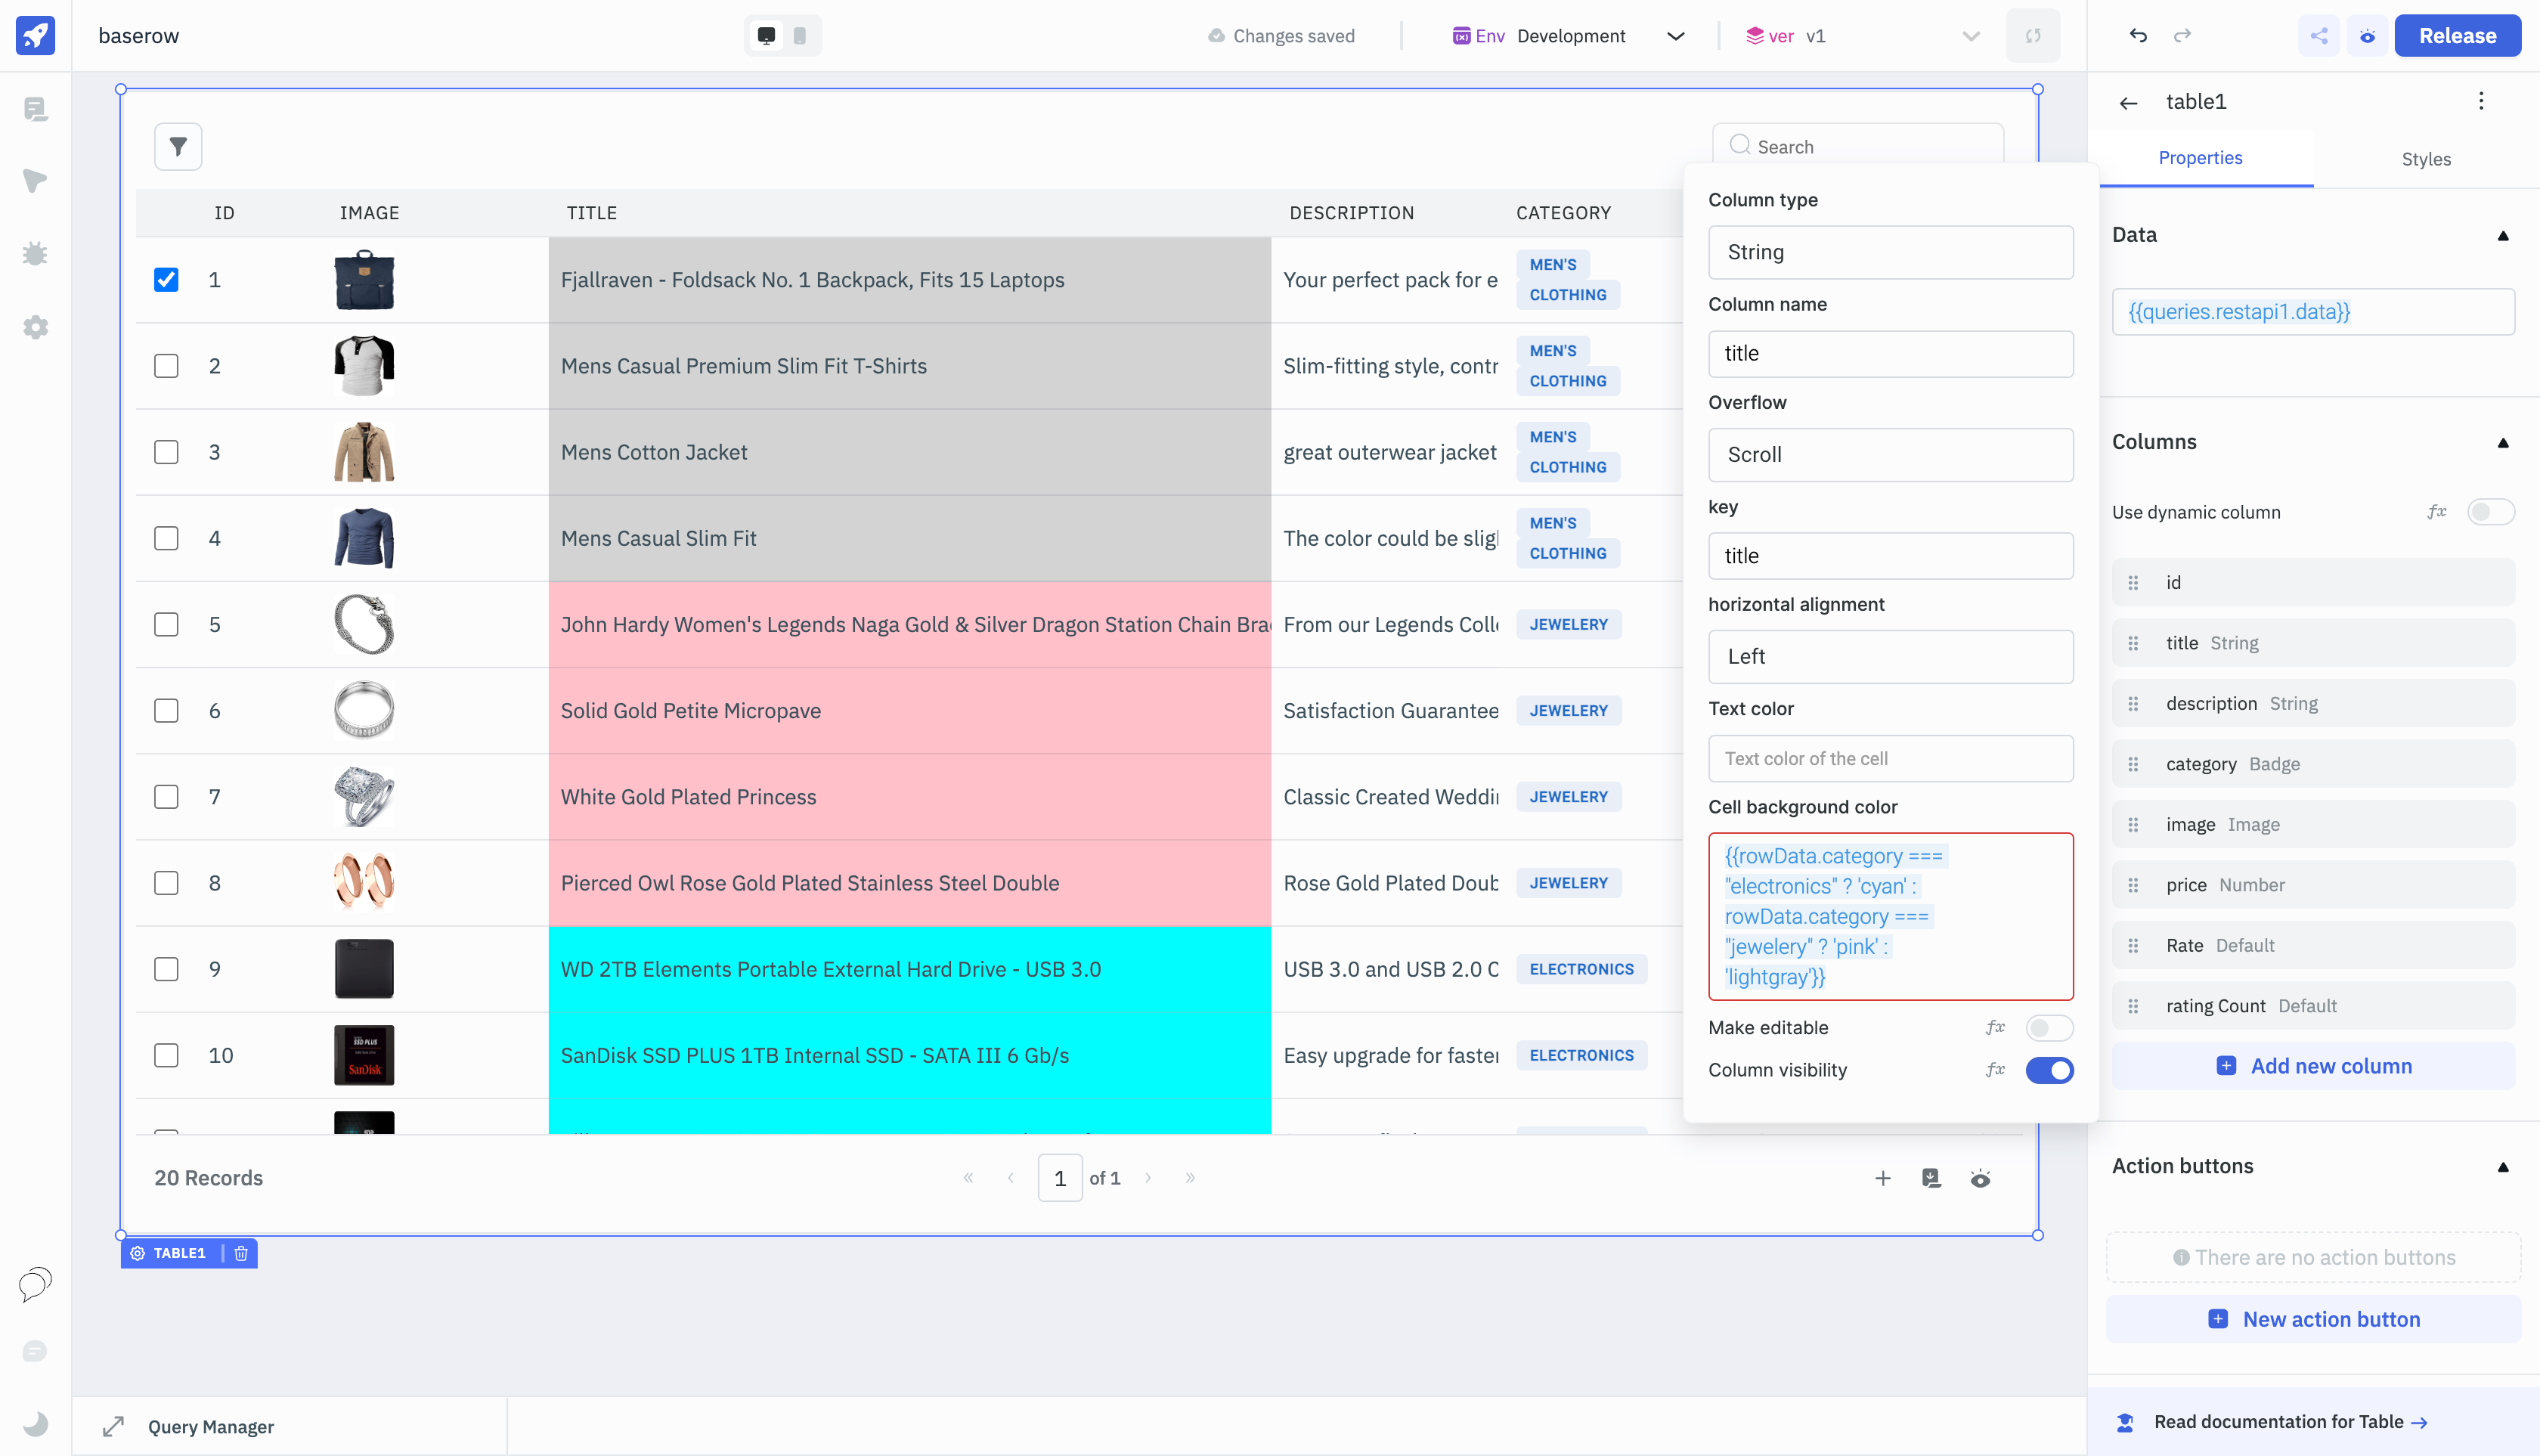 baserow
Changes saved
Env Development
ver v1
Release
Search
ID IMAGE TITLE DESCRIPTION CATEGORY
1 Fjallraven - Foldsack No. 1 Backpack, Fits 15 Laptops Your perfect pack for e MEN'S
CLOTHING
2 Mens Casual Premium Slim Fit T-Shirts Slim-fitting style, contr MEN'S
CLOTHING
3 Mens Cotton Jacket great outerwear jacket MEN'S
CLOTHING
4 Mens Casual Slim Fit The color could be sligl MEN'S
CLOTHING
5 John Hardy Women's Legends Naga Gold & Silver Dragon Station Chain Bra From our Legends Coll JEWELERY
6 Solid Gold Petite Micropave Satisfaction Guarantee JEWELERY
7 White Gold Plated Princess Classic Created Weddi JEWELERY
8 Pierced Owl Rose Gold Plated Stainless Steel Double Rose Gold Plated Doub JEWELERY
9 WD 2TB Elements Portable External Hard Drive - USB 3.0 USB 3.0 and USB 2.0 C ELECTRONICS
10 SSD PLUS SanDisk SanDisk SSD PLUS 1TB Internal SSD - SATA III 6 Gb/s Easy upgrade for faster ELECTRONICS
20 Records
« ‹ 1 of 1 › »
TABLE1
Query Manager
Column type
String
Column name
title
Overflow
Scroll
key
title
horizontal alignment
Left
Text color
Text color of the cell
Cell background color
{{rowData.category ===
"electronics" ? 'cyan' :
rowData.category ===
"jewelery" ? 'pink' :
'lightgray'}}
Make editable fx
Column visibility fx
table1
Properties Styles
Data
{{queries.restapi1.data}}
Columns
Use dynamic column fx
id
title String
description String
category Badge
image Image
price Number
Rate Default
rating Count Default
Add new column
Action buttons
There are no action buttons
New action button
Read documentation for Table →